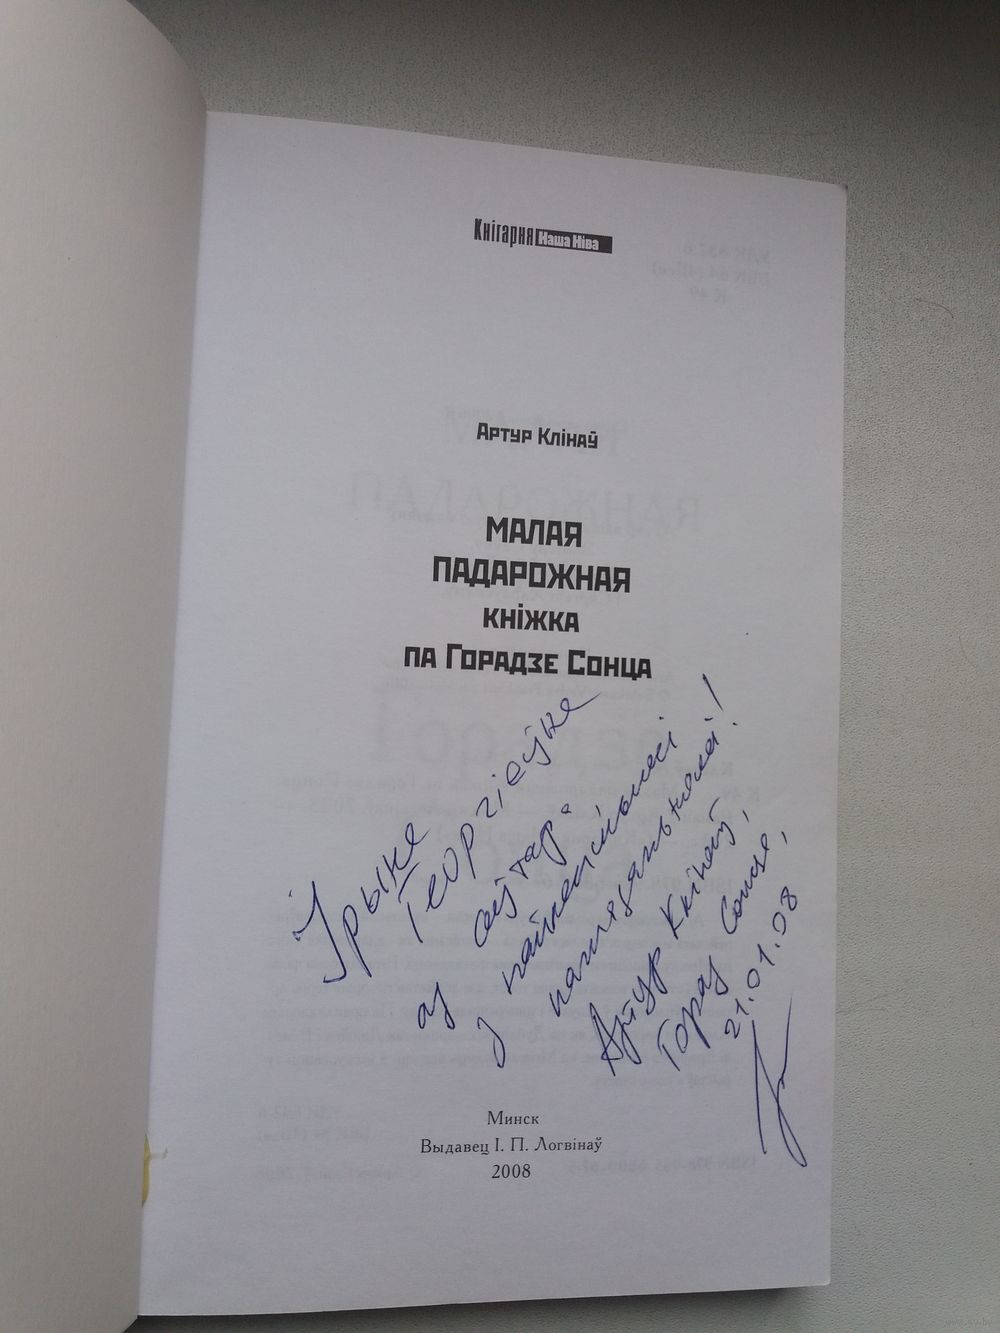 Кнігарня Наша Ніва
Артур Клінаў
МАЛАЯ
ПАДАРОЖНАЯ
КНІЖКА
ПА ГОРАДЗЕ СОНЦА
Ірыне
Георгіеўне
ад аўтара,
з найлепшымі
пажаданнямі!
Артур Клінаў,
Горад Сонца,
21.01.08
Минск
Выдавец І. П. Логвінаў
2008